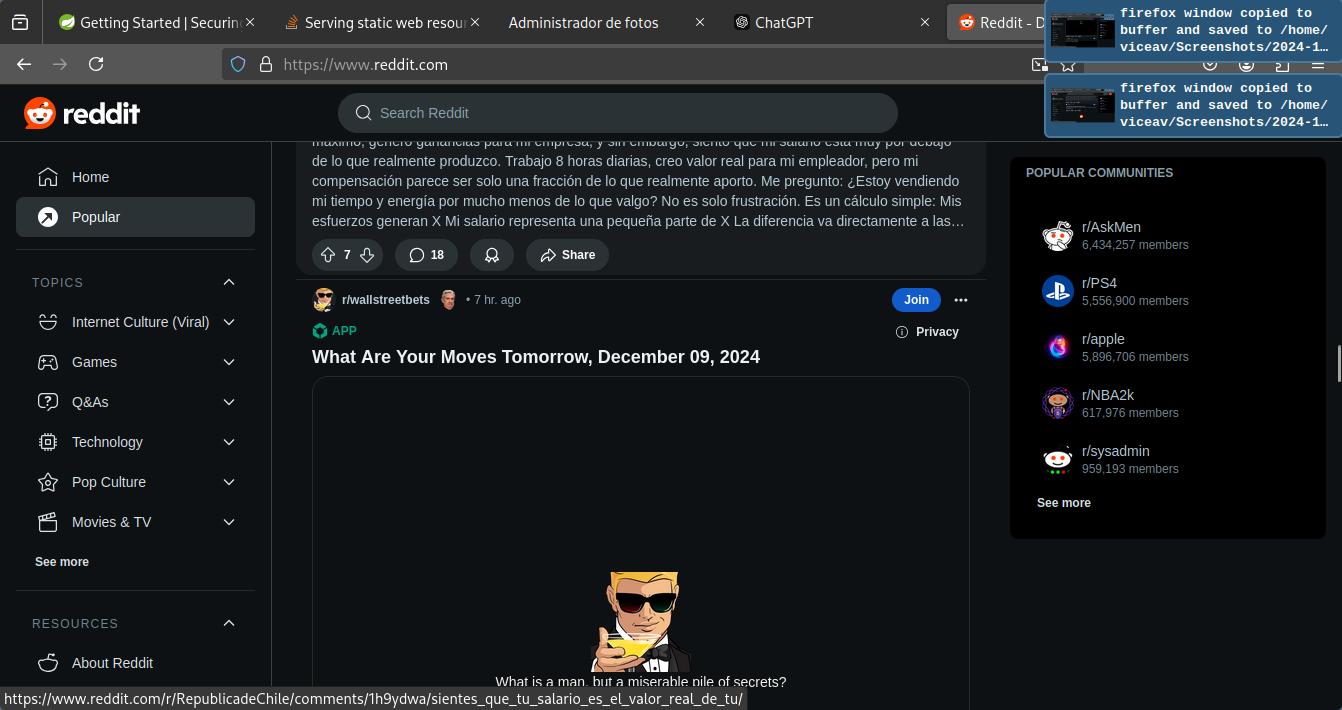 Getting Started | Securing
Serving static web resour
Administrador de fotos
ChatGPT
Reddit - D
firefox window copied to
buffer and saved to /home/
viceav/Screenshots/2024-1…
https://www.reddit.com
firefox window copied to
buffer and saved to /home/
viceav/Screenshots/2024-1…
reddit
Search Reddit
Home
Popular
TOPICS
Internet Culture (Viral)
Games
Q&As
Technology
Pop Culture
Movies & TV
See more
RESOURCES
About Reddit
máximo, genero ganancias para mi empresa, y sin embargo, siento que mi salario está muy por debajo
de lo que realmente produzco. Trabajo 8 horas diarias, creo valor real para mi empleador, pero mi
compensación parece ser solo una fracción de lo que realmente aporto. Me pregunto: ¿Estoy vendiendo
mi tiempo y energía por mucho menos de lo que valgo? No es solo frustración. Es un cálculo simple: Mis
esfuerzos generan X Mi salario representa una pequeña parte de X La diferencia va directamente a las…
7
18
Share
r/wallstreetbets • 7 hr. ago
Join
APP
Privacy
What Are Your Moves Tomorrow, December 09, 2024
What is a man, but a miserable pile of secrets?
POPULAR COMMUNITIES
r/AskMen
6,434,257 members
r/PS4
5,556,900 members
r/apple
5,896,706 members
r/NBA2k
617,976 members
r/sysadmin
959,193 members
See more
https://www.reddit.com/r/RepublicadeChile/comments/1h9ydwa/sientes_que_tu_salario_es_el_valor_real_de_tu/